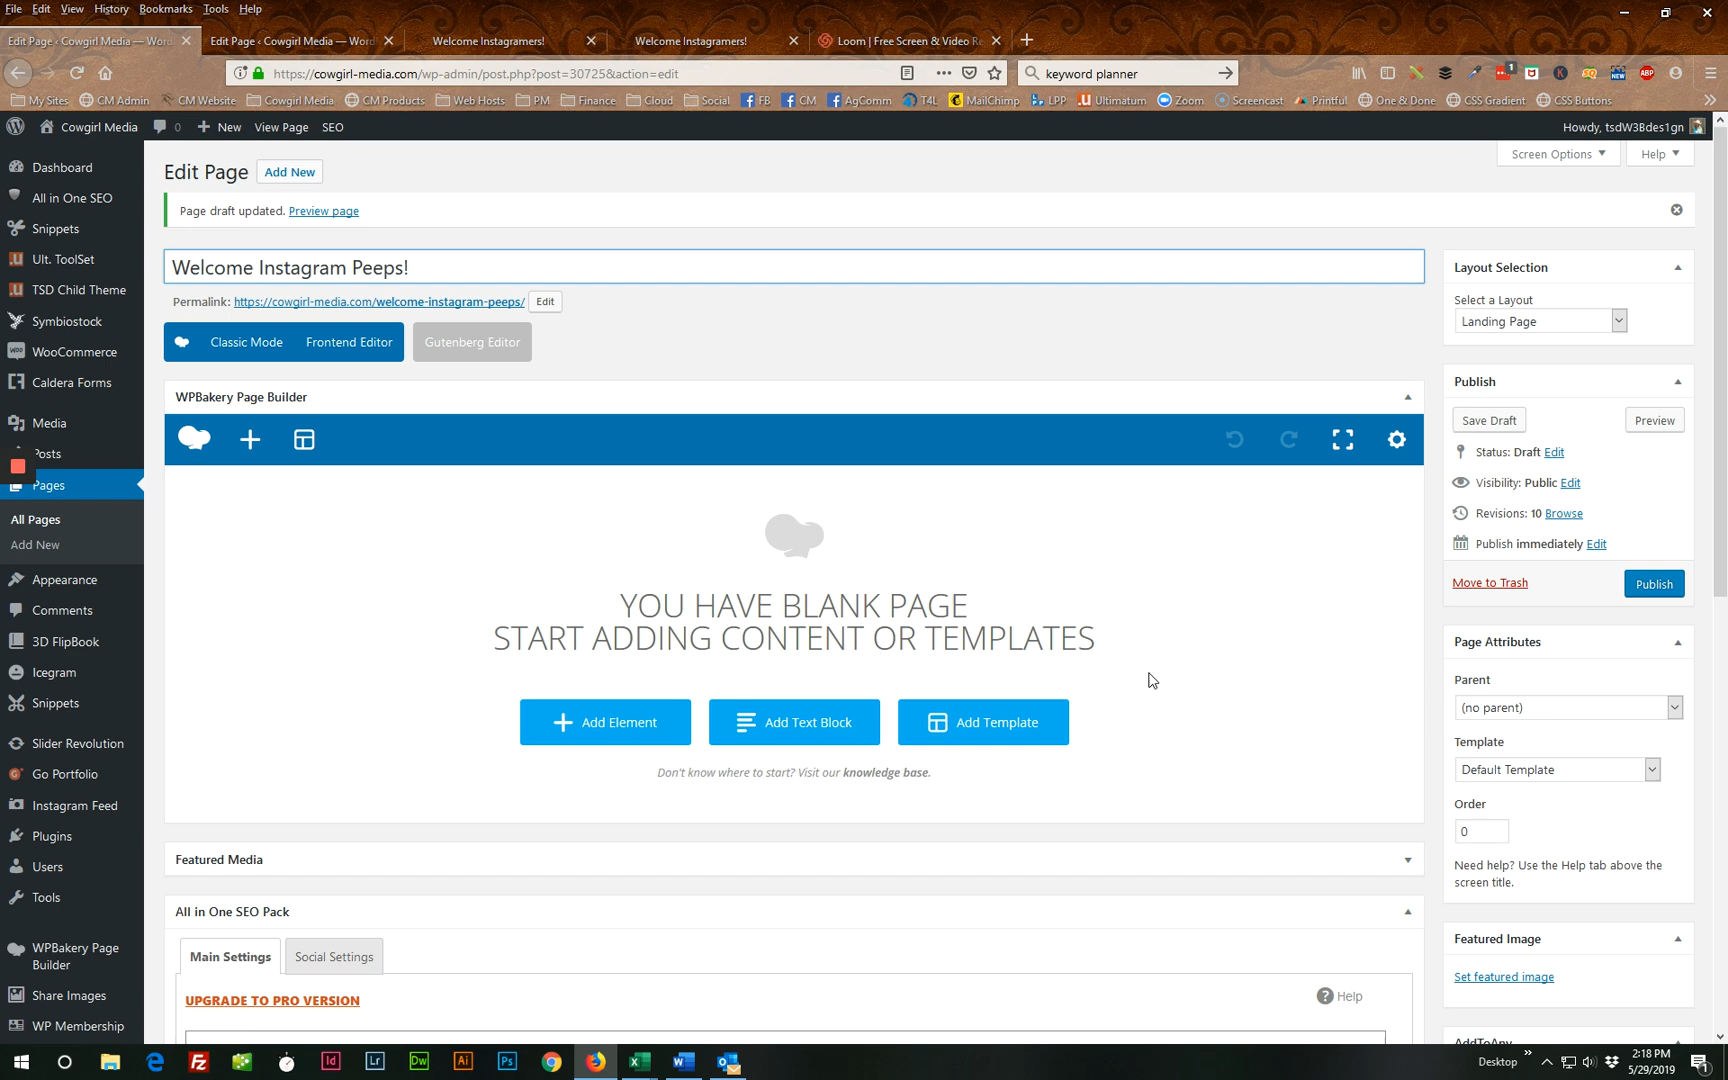 File Edit View History Bookmarks Tools Help
Edit Page ‹ Cowgirl Media — Word
Edit Page ‹ Cowgirl Media — Word
Welcome Instagramers!
Welcome Instagramers!
Loom | Free Screen & Video Re
https://cowgirl-media.com/wp-admin/post.php?post=30725&action=edit
keyword planner
My Sites CM Admin CM Website Cowgirl Media CM Products Web Hosts PM Finance Cloud Social FB CM AgComm T4L MailChimp LPP Ultimatum Zoom Screencast Printful One & Done CSS Gradient CSS Buttons
Cowgirl Media 0 New View Page SEO
Howdy, tsdW3Bdes1gn
Dashboard
All in One SEO
Snippets
Ult. ToolSet
TSD Child Theme
Symbiostock
WooCommerce
Caldera Forms
Media
Posts
Pages
All Pages
Add New
Appearance
Comments
3D FlipBook
Icegram
Snippets
Slider Revolution
Go Portfolio
Instagram Feed
Plugins
Users
Tools
WPBakery Page
Builder
Share Images
WP Membership
Screen Options
Help
Edit Page
Add New
Page draft updated. Preview page
Welcome Instagram Peeps!
Permalink: https://cowgirl-media.com/welcome-instagram-peeps/ Edit
Classic Mode
Frontend Editor
Gutenberg Editor
WPBakery Page Builder
YOU HAVE BLANK PAGE
START ADDING CONTENT OR TEMPLATES
Add Element
Add Text Block
Add Template
Don't know where to start? Visit our knowledge base.
Featured Media
All in One SEO Pack
Main Settings
Social Settings
UPGRADE TO PRO VERSION
Help
Layout Selection
Select a Layout
Landing Page
Publish
Save Draft
Preview
Status: Draft Edit
Visibility: Public Edit
Revisions: 10 Browse
Publish immediately Edit
Move to Trash
Publish
Page Attributes
Parent
(no parent)
Template
Default Template
Order
0
Need help? Use the Help tab above the
screen title.
Featured Image
Set featured image
AddToAny
Desktop
2:18 PM
5/29/2019